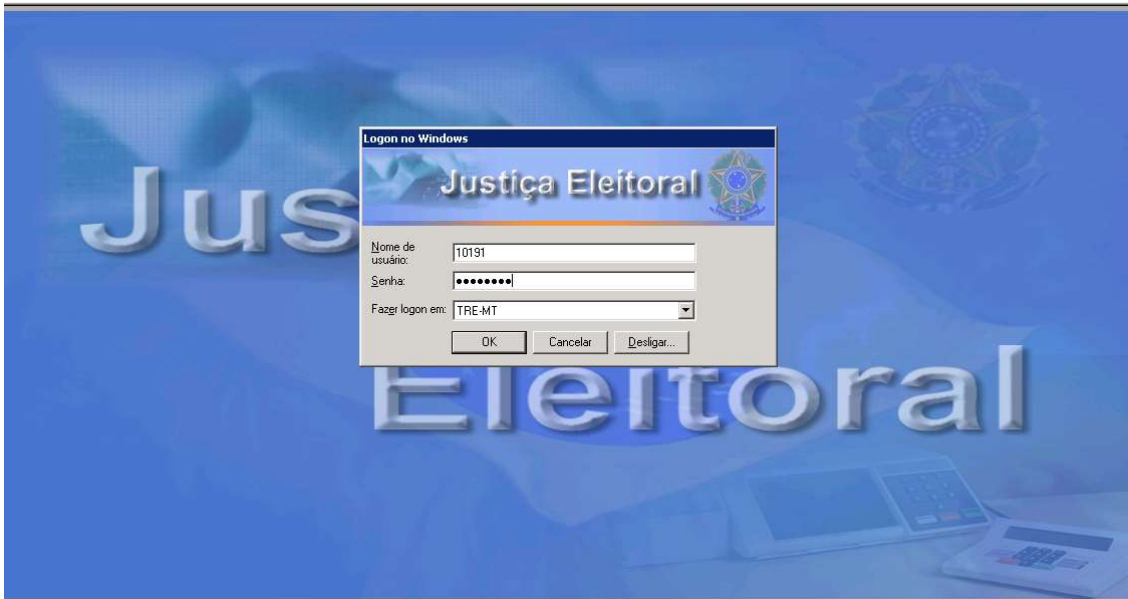 Logon no Windows
Justiça Eleitoral
Jus
Nome de
usuário:
10191
Senha:
••••••••
Fazer logon em:
TRE-MT
OK
Cancelar
Desligar...
Eleitoral